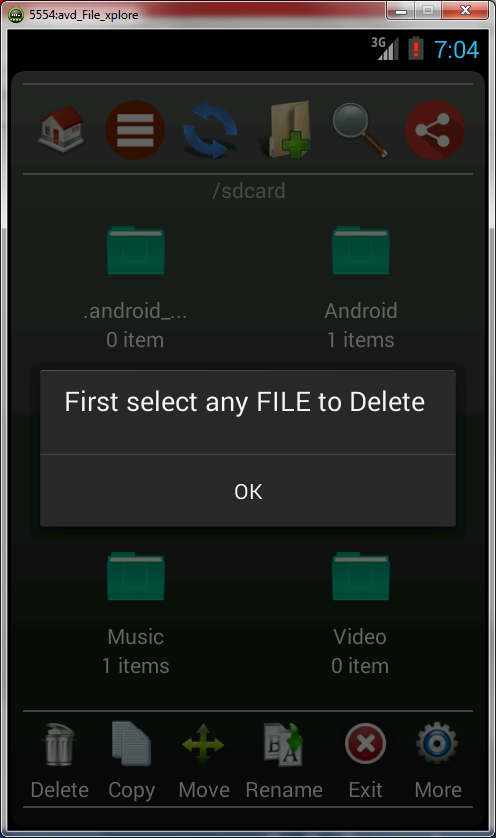 5554:avd_File_xplore
3G
7:04
/sdcard
.android_...
Android
0 item
1 items
First select any FILE to Delete
OK
Music
Video
1 items
0 item
B A
Delete
Copy
Move
Rename
Exit
More